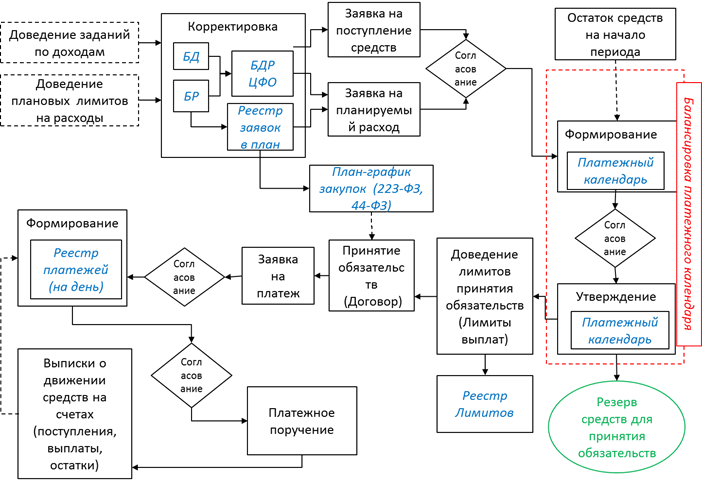 Доведение заданий
по доходам
Доведение
плановых лимитов
на расходы
Корректировка
БД
БР
БДР
ЦФО
Реестр
заявок
в план
Заявка на
поступление
средств
Заявка на
планируемы
й расход
Согл
асов
ание
Остаток средств
на начало
периода
Формирование
Платежный
календарь
Балансировка платежного календаря
Согл
асов
ание
Утверждение
Платежный
календарь
Резерв
средств для
принятия
обязательств
План-график
закупок (223-ФЗ,
44-ФЗ)
Доведение
лимитов
принятия
обязательств
(Лимиты
выплат)
Реестр
Лимитов
Принятие
обязательс
тв
(Договор)
Заявка
на
платеж
Согл
асов
ание
Формирование
Реестр
платежей
(на день)
Согл
асов
ание
Платежное
поручение
Выписки о
движении
средств на
счетах
(поступления,
выплаты,
остатки)